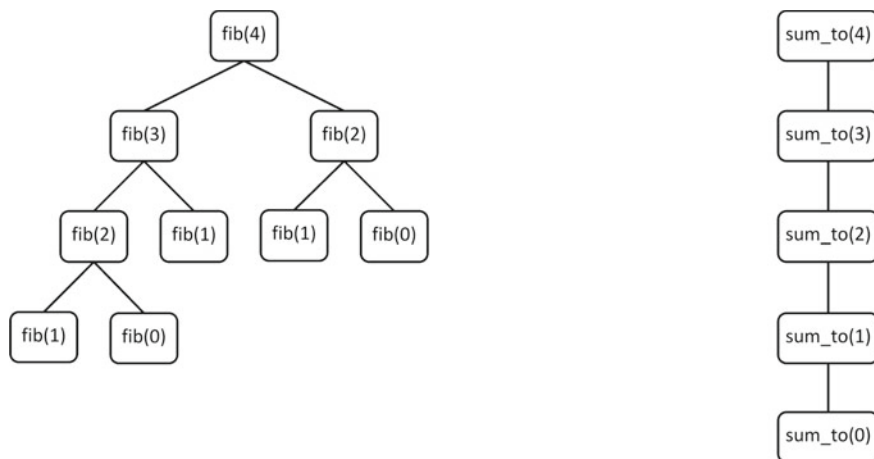 fib(4)
sum_to(4)
fib(3)
fib(2)
sum_to(3)
fib(2)
fib(1)
fib(1)
fib(0)
sum_to(2)
fib(1)
fib(0)
sum_to(1)
sum_to(0)